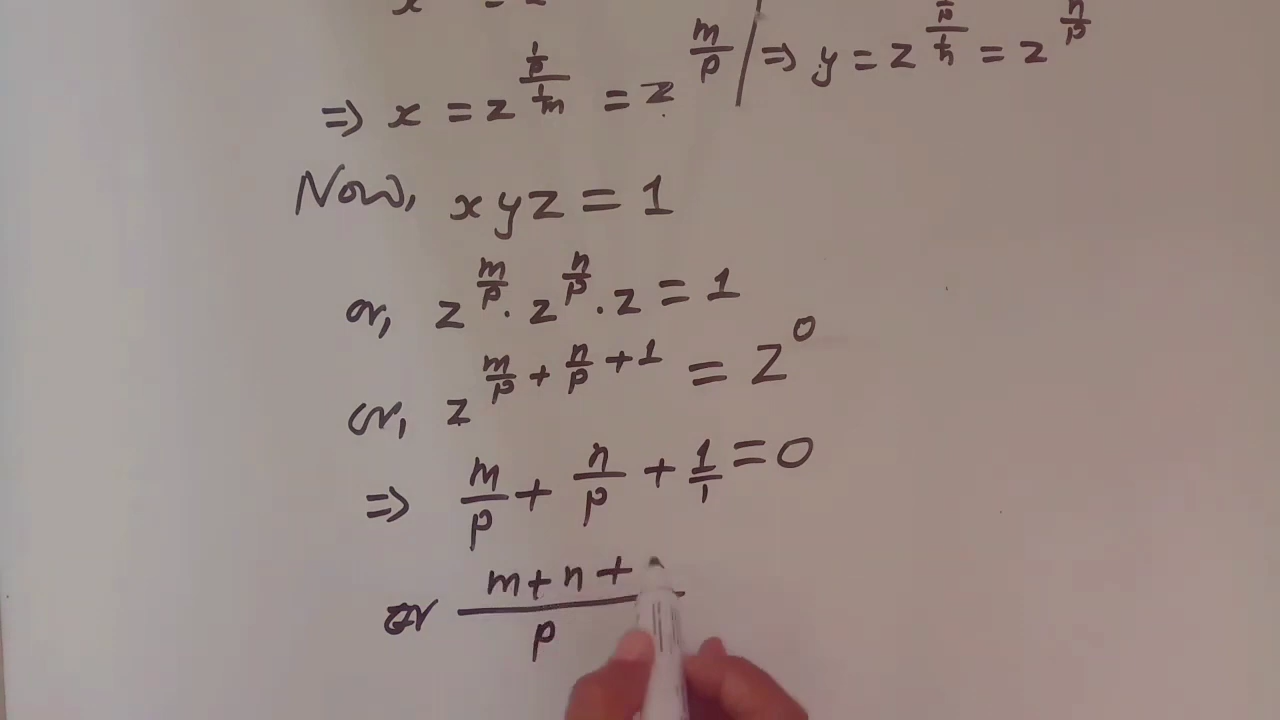 x = z
⇒ x = z^((1/p)/(1/m)) = z^(m/p) | ⇒ y = z^((1/p)/(1/n)) = z^(n/p)
Now, xyz = 1
or, z^(m/p) . z^(n/p) . z = 1
or, z^(m/p + n/p + 1) = z^0
⇒ m/p + n/p + 1/1 = 0
or (m+n+)/p